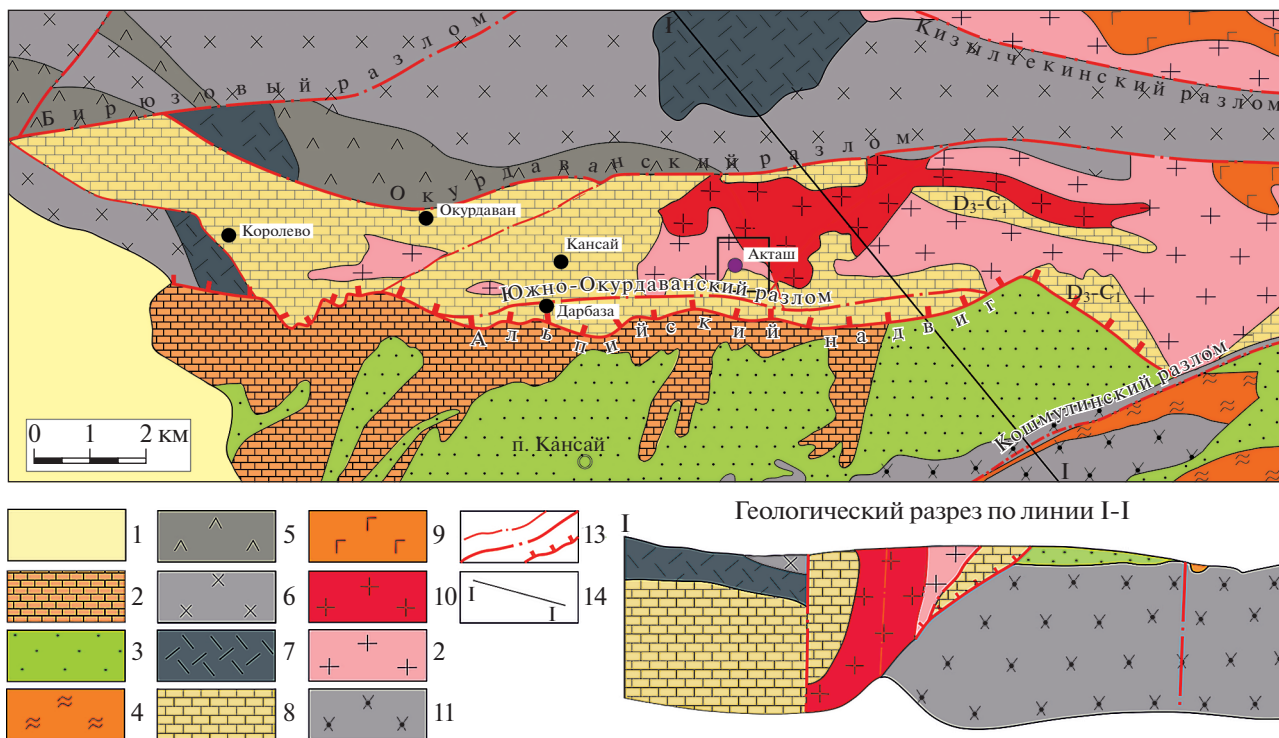 I
Бирюзовый разлом
Кизылчекинский разлом
Окурдаванский разлом
D₃-C₁
Окурдаван
Королево
Кансай
Акташ
Южно-Окурдаванский разлом
D₃-C₁
Дарбаза
Альпийский надвиг
Кошмулинский разлом
0 1 2 км
п. Кансай
I
Геологический разрез по линии I-I
1 5 9 13
I I
2 6 10 I I 14
3 7 2
4 8 11